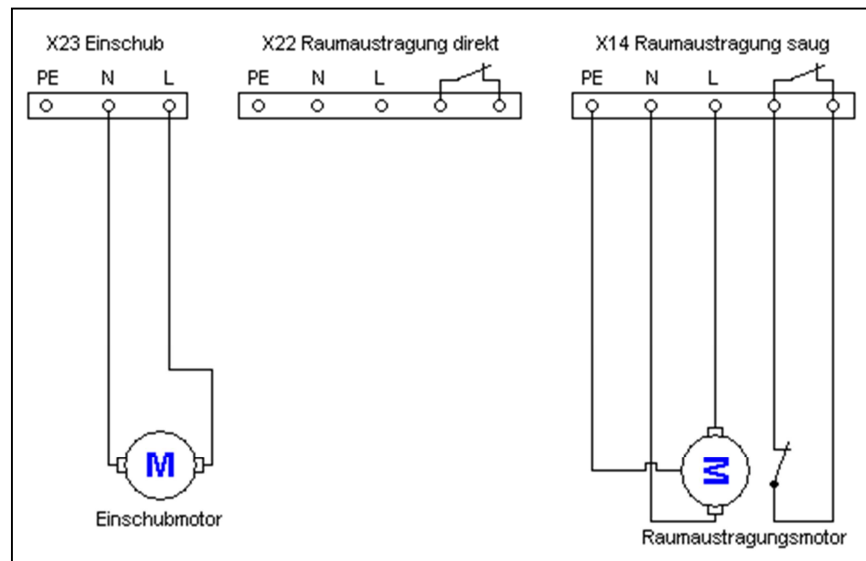 X23 Einschub
X22 Raumaustragung direkt
X14 Raumaustragung saug
PE N L
PE N L
PE N L
M
M
Einschubmotor
Raumaustragungsmotor